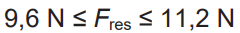 9,6 N ≤ Fres ≤ 11,2 N